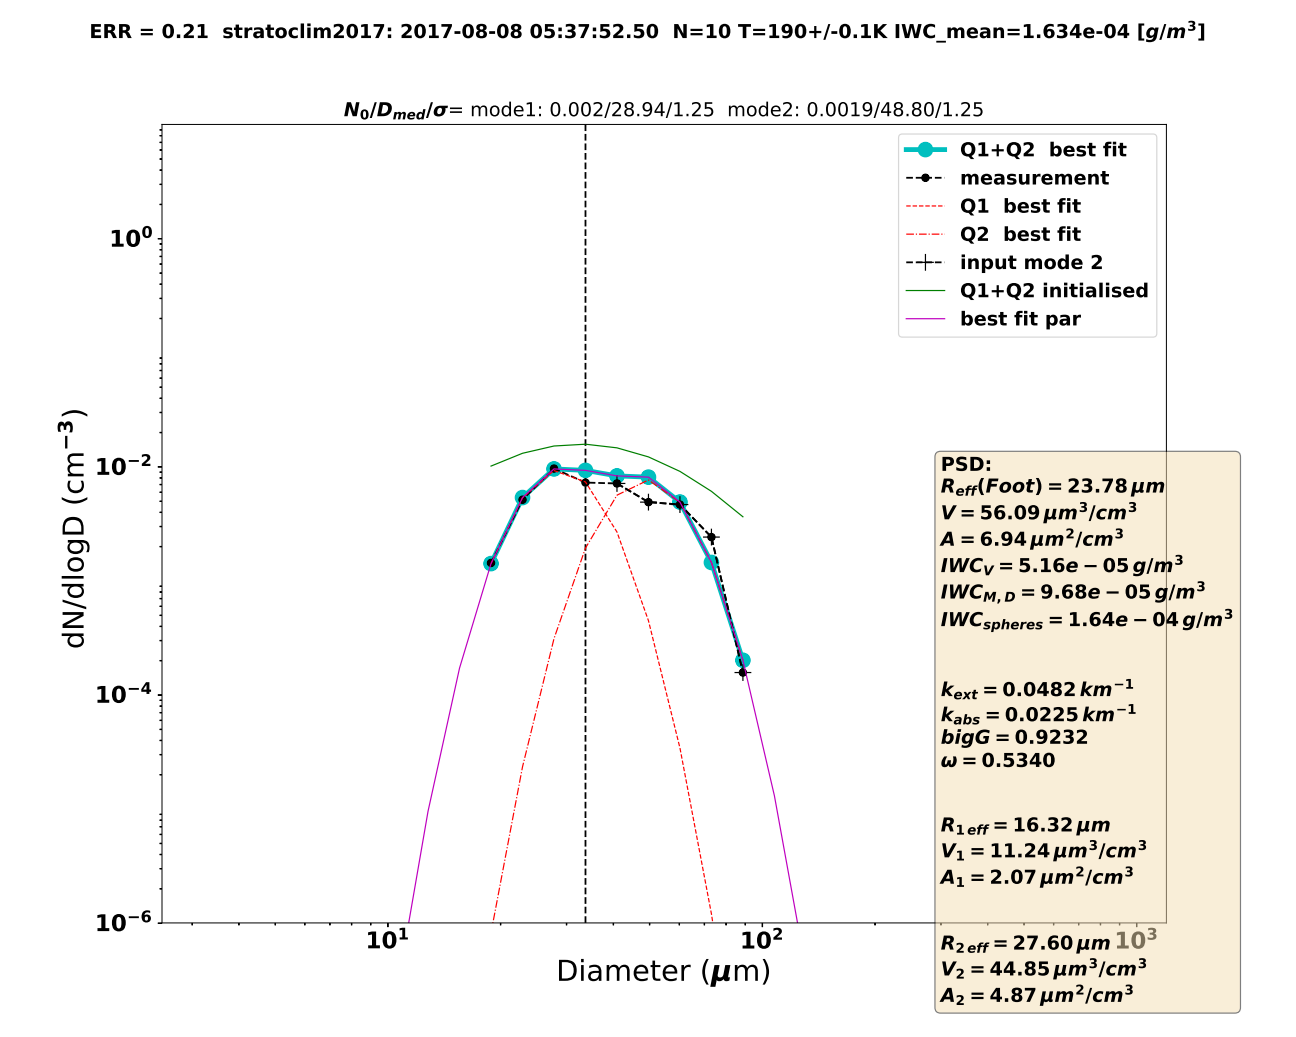 ERR = 0.21  stratoclim2017: 2017-08-08 05:37:52.50  N=10 T=190+/-0.1K IWC_mean=1.634e-04 [g/m³]
N₀/D_med/σ= mode1: 0.002/28.94/1.25  mode2: 0.0019/48.80/1.25
Q1+Q2  best fit
measurement
Q1  best fit
Q2  best fit
input mode 2
Q1+Q2 initialised
best fit par
10⁰
10⁻²
10⁻⁴
10⁻⁶
dN/dlogD (cm⁻³)
10¹
10²
10³
Diameter (μm)
PSD:
R_eff(Foot) = 23.78 μm
V = 56.09 μm³/cm³
A = 6.94 μm²/cm³
IWC_V = 5.16e − 05 g/m³
IWC_M,D = 9.68e − 05 g/m³
IWC_spheres = 1.64e − 04 g/m³
k_ext = 0.0482 km⁻¹
k_abs = 0.0225 km⁻¹
bigG = 0.9232
ω = 0.5340
R_1eff = 16.32 μm
V₁ = 11.24 μm³/cm³
A₁ = 2.07 μm²/cm³
R_2eff = 27.60 μm
V₂ = 44.85 μm³/cm³
A₂ = 4.87 μm²/cm³